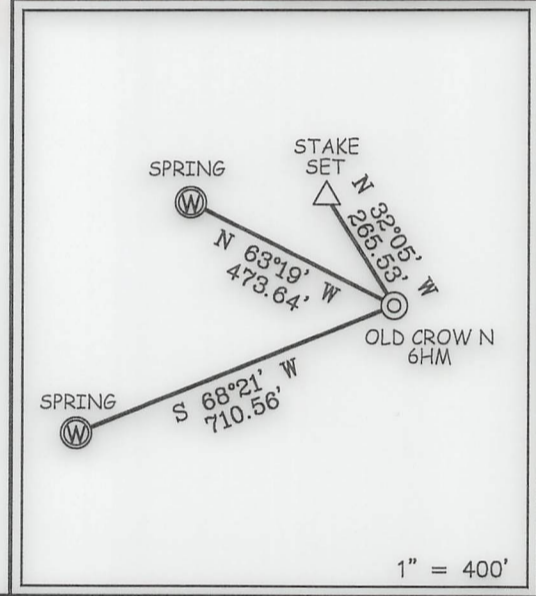 STAKE
SET
SPRING
W
N 32°05' W
265.53'
N 63°19' W
473.64'
OLD CROW N
6HM
S 68°21' W
710.56'
SPRING
W
1" = 400'